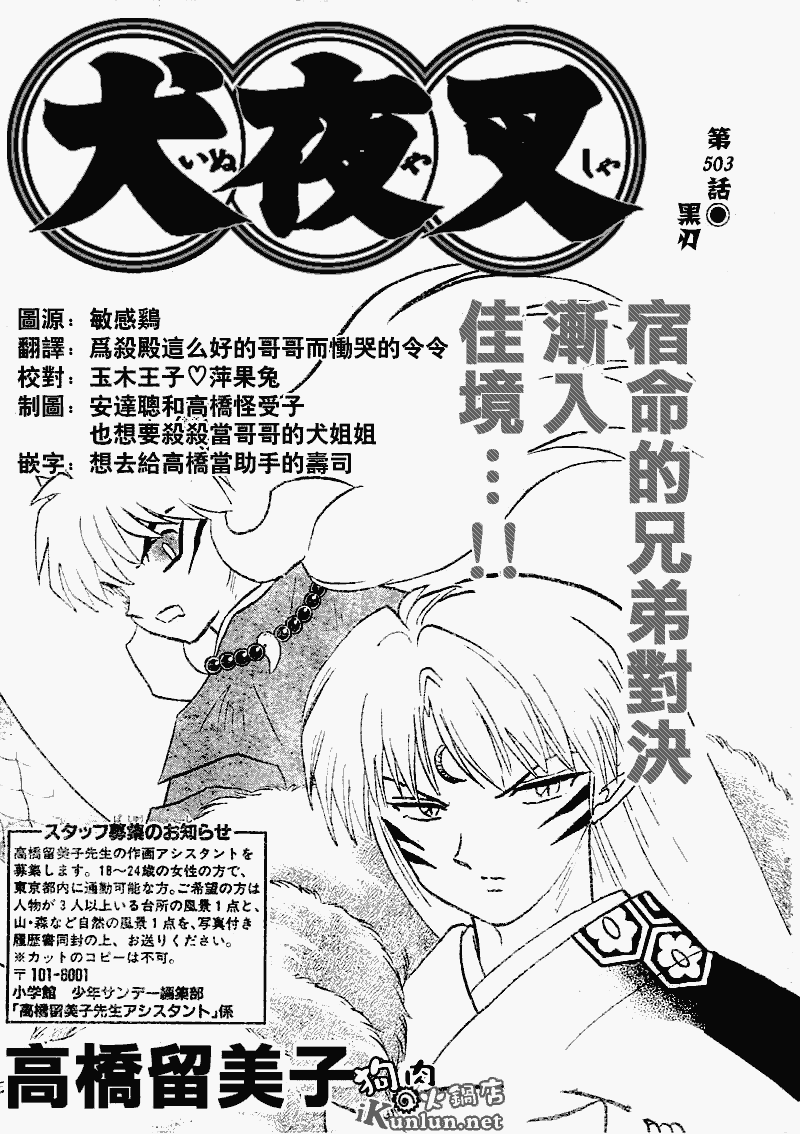 犬夜叉
いぬ や しゃ
第503話●黑刃
宿命的兄弟對決
漸入
佳境…!!
圖源：敏感鷄
翻譯：爲殺殿這么好的哥哥而慟哭的令令
校對：玉木王子♡萍果兔
制圖：安達聰和高橋怪受子
也想要殺殺當哥哥的犬姐姐
嵌字：想去給高橋當助手的壽司
スタッフ募集のお知らせ
高橋留美子先生の作画アシスタントを
募集します。18〜24歳の女性の方で、
東京都内に通勤可能な方。ご希望の方は
人物が3人以上いる台所の風景1点と、
山・森など自然の風景1点を、写真付き
履歴書同封の上、お送りください。
※カットのコピーは不可。
〒101-8001
小学館 少年サンデー編集部
「高橋留美子先生アシスタント」係
高橋留美子
狗肉
火鍋店
iKunlun.net